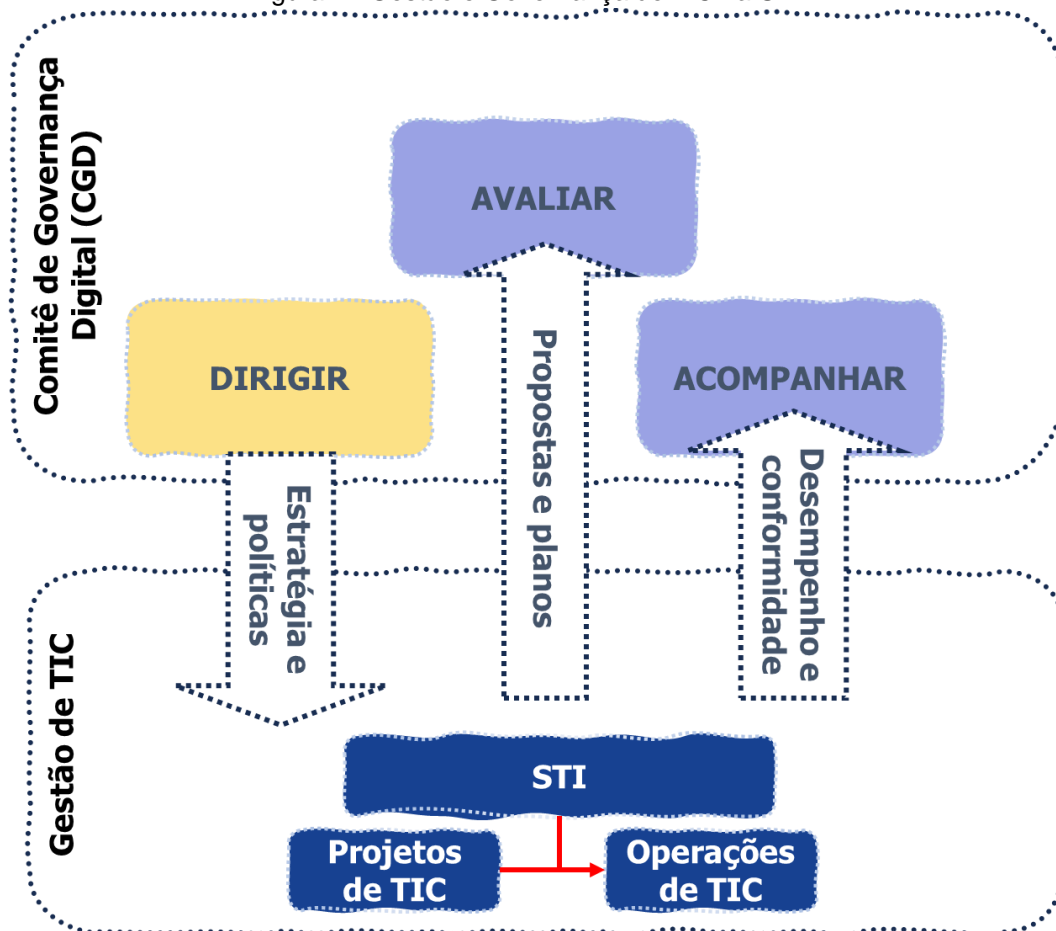 Comitê de Governança
Digital (CGD)
AVALIAR
DIRIGIR
ACOMPANHAR
Estratégia e
políticas
Propostas e planos
Desempenho e
conformidade
Gestão de TIC
STI
Projetos
de TIC
Operações
de TIC